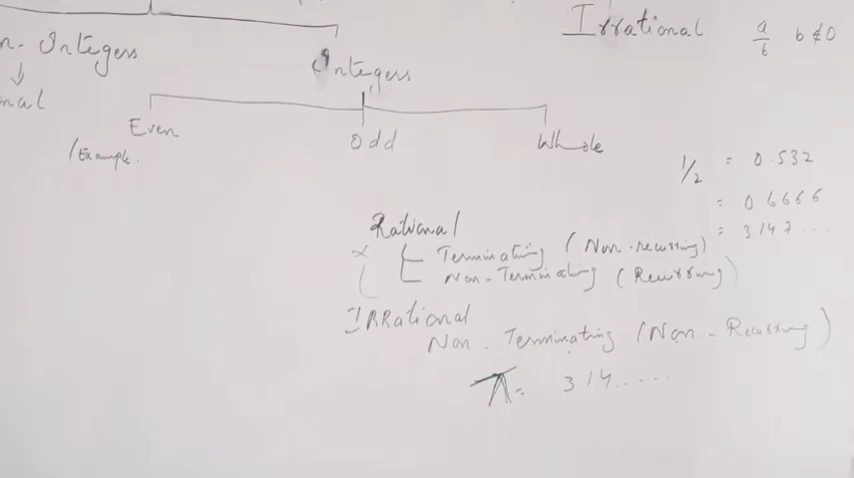 Irrational a/b b ≠ 0
n - Integers
Integers
nal
Even Odd Whole
(Example.
1/2 = 0.532
= 0 6666
= 3 147...
Rational
Terminating (Non-recurring)
Non-Terminating (Recurring)
IRRational
Non - Terminating (Non - Recurring)
π = 3 14.....